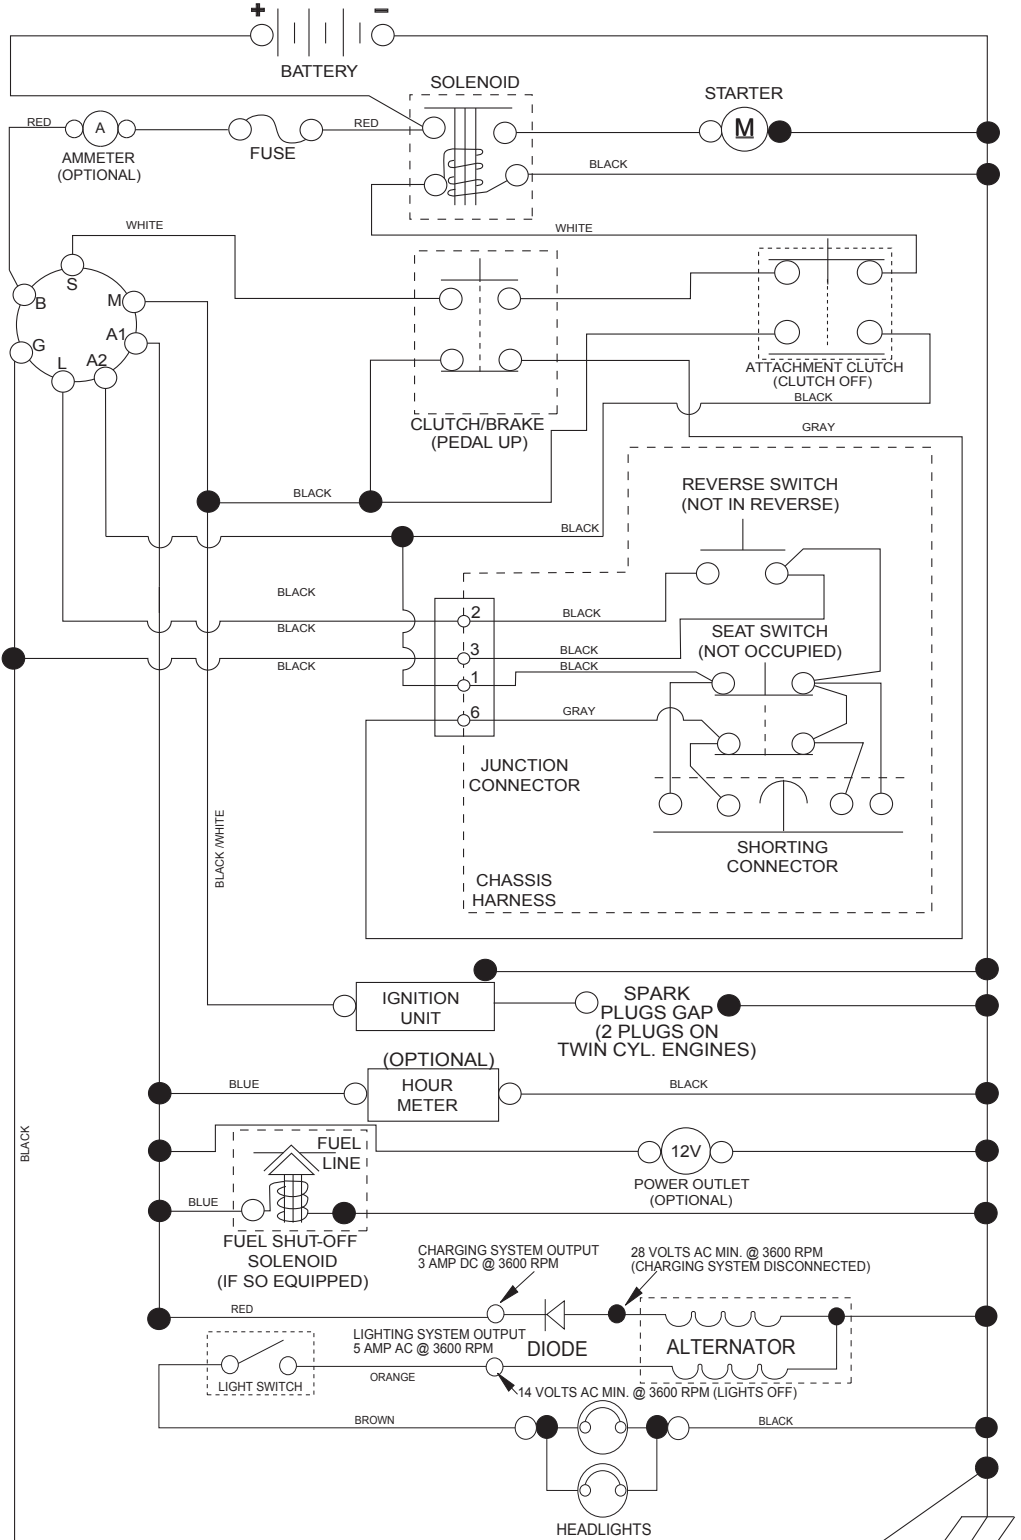 +
−
BATTERY
SOLENOID
STARTER
RED
A
AMMETER
(OPTIONAL)
FUSE
RED
M
BLACK
WHITE
WHITE
S
B
M
G
A1
L
A2
CLUTCH/BRAKE
(PEDAL UP)
ATTACHMENT CLUTCH
(CLUTCH OFF)
BLACK
GRAY
BLACK
REVERSE SWITCH
(NOT IN REVERSE)
BLACK
BLACK
2
BLACK
BLACK
SEAT SWITCH
(NOT OCCUPIED)
3
BLACK
BLACK
1
BLACK
6
GRAY
JUNCTION
CONNECTOR
BLACK /WHITE
SHORTING
CONNECTOR
CHASSIS
HARNESS
IGNITION
UNIT
SPARK
PLUGS GAP
(2 PLUGS ON
TWIN CYL. ENGINES)
(OPTIONAL)
BLUE
HOUR
METER
BLACK
BLACK
FUEL
LINE
12V
POWER OUTLET
(OPTIONAL)
BLUE
FUEL SHUT-OFF
SOLENOID
(IF SO EQUIPPED)
CHARGING SYSTEM OUTPUT
3 AMP DC @ 3600 RPM
28 VOLTS AC MIN. @ 3600 RPM
(CHARGING SYSTEM DISCONNECTED)
RED
LIGHTING SYSTEM OUTPUT
5 AMP AC @ 3600 RPM
DIODE
ALTERNATOR
LIGHT SWITCH
ORANGE
14 VOLTS AC MIN. @ 3600 RPM (LIGHTS OFF)
BROWN
BLACK
HEADLIGHTS